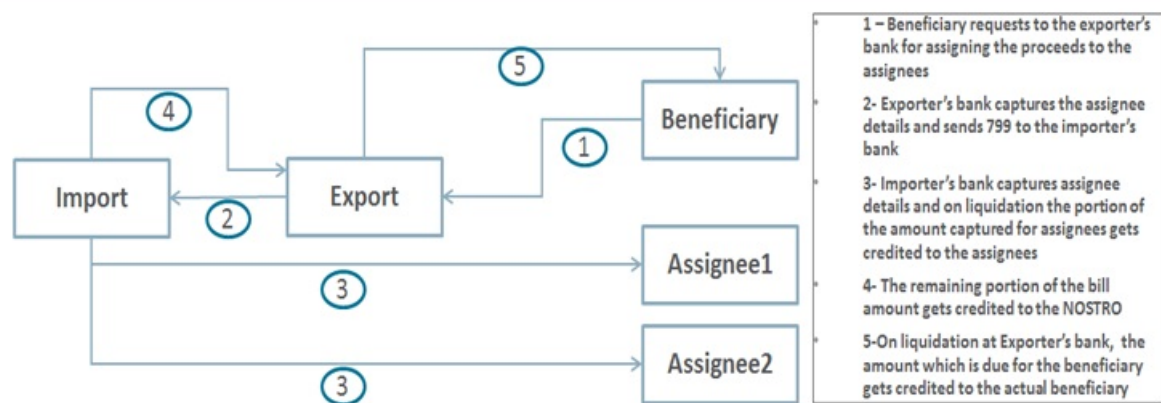 5
4
Beneficiary
1
Import
Export
2
Assignee1
3
Assignee2
3
1 – Beneficiary requests to the exporter's
bank for assigning the proceeds to the
assignees
2- Exporter's bank captures the assignee
details and sends 799 to the importer's
bank
3- Importer's bank captures assignee
details and on liquidation the portion of
the amount captured for assignees gets
credited to the assignees
4- The remaining portion of the bill
amount gets credited to the NOSTRO
5-On liquidation at Exporter's bank, the
amount which is due for the beneficiary
gets credited to the actual beneficiary